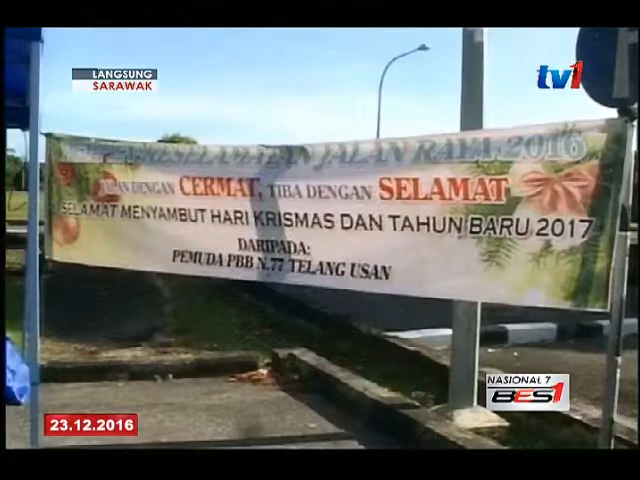 LANGSUNG
SARAWAK
tv1
KESELAMATAN JALAN RAYA 2016
JALAN DENGAN CERMAT, TIBA DENGAN SELAMAT
SELAMAT MENYAMBUT HARI KRISMAS DAN TAHUN BARU 2017
DARIPADA:
PEMUDA PBB N.77 TELANG USAN
NASIONAL 7
BES1
23.12.2016